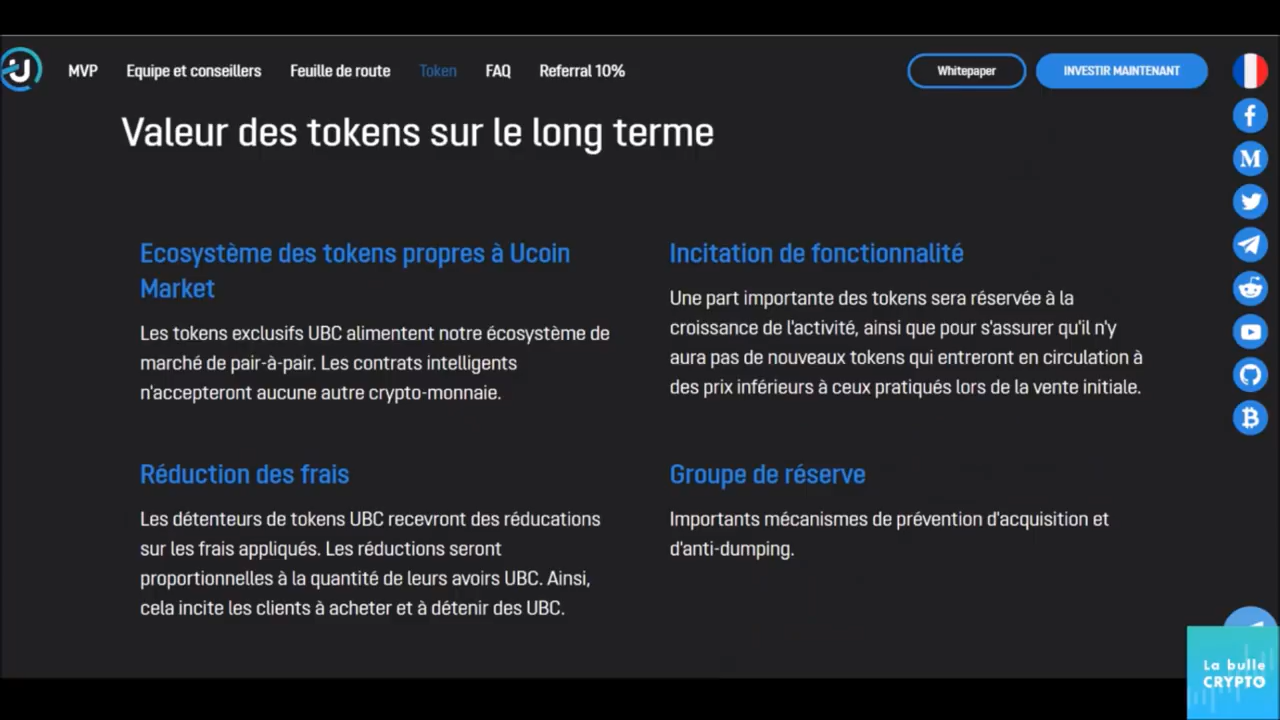 MVP Equipe et conseillers Feuille de route Token FAQ Referral 10% Whitepaper INVESTIR MAINTENANT
Valeur des tokens sur le long terme
Ecosystème des tokens propres à Ucoin
Market
Les tokens exclusifs UBC alimentent notre écosystème de
marché de pair-à-pair. Les contrats intelligents
n'accepteront aucune autre crypto-monnaie.
Incitation de fonctionnalité
Une part importante des tokens sera réservée à la
croissance de l'activité, ainsi que pour s'assurer qu'il n'y
aura pas de nouveaux tokens qui entreront en circulation à
des prix inférieurs à ceux pratiqués lors de la vente initiale.
Réduction des frais
Les détenteurs de tokens UBC recevront des réducations
sur les frais appliqués. Les réductions seront
proportionnelles à la quantité de leurs avoirs UBC. Ainsi,
cela incite les clients à acheter et à détenir des UBC.
Groupe de réserve
Importants mécanismes de prévention d'acquisition et
d'anti-dumping.
La bulle
CRYPTO